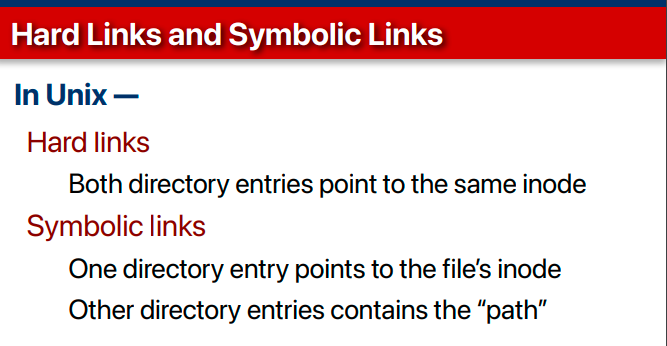 Hard Links and Symbolic Links
In Unix —
Hard links
Both directory entries point to the same inode
Symbolic links
One directory entry points to the file’s inode
Other directory entries contains the “path”